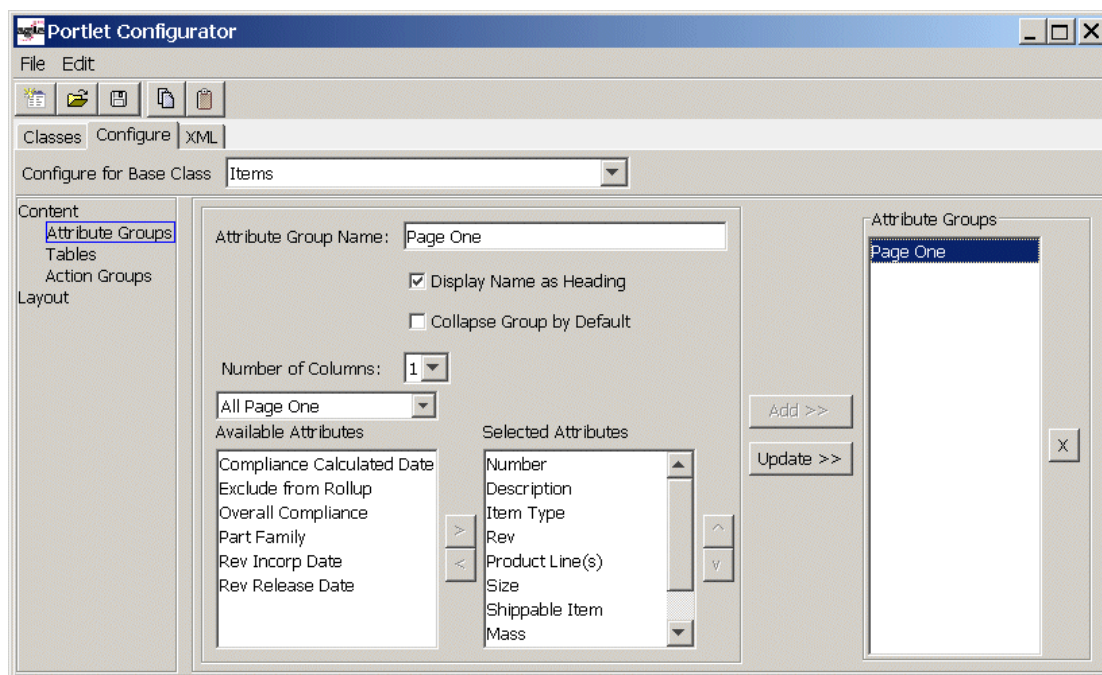 agile Portlet Configurator
File Edit
Classes Configure XML
Configure for Base Class Items
Content
Attribute Groups
Tables
Action Groups
Layout
Attribute Group Name: Page One
Display Name as Heading
Collapse Group by Default
Number of Columns: 1
All Page One
Available Attributes
Compliance Calculated Date
Exclude from Rollup
Overall Compliance
Part Family
Rev Incorp Date
Rev Release Date
>
<
Selected Attributes
Number
Description
Item Type
Rev
Product Line(s)
Size
Shippable Item
Mass
^
v
Add >>
Update >>
Attribute Groups
Page One
X